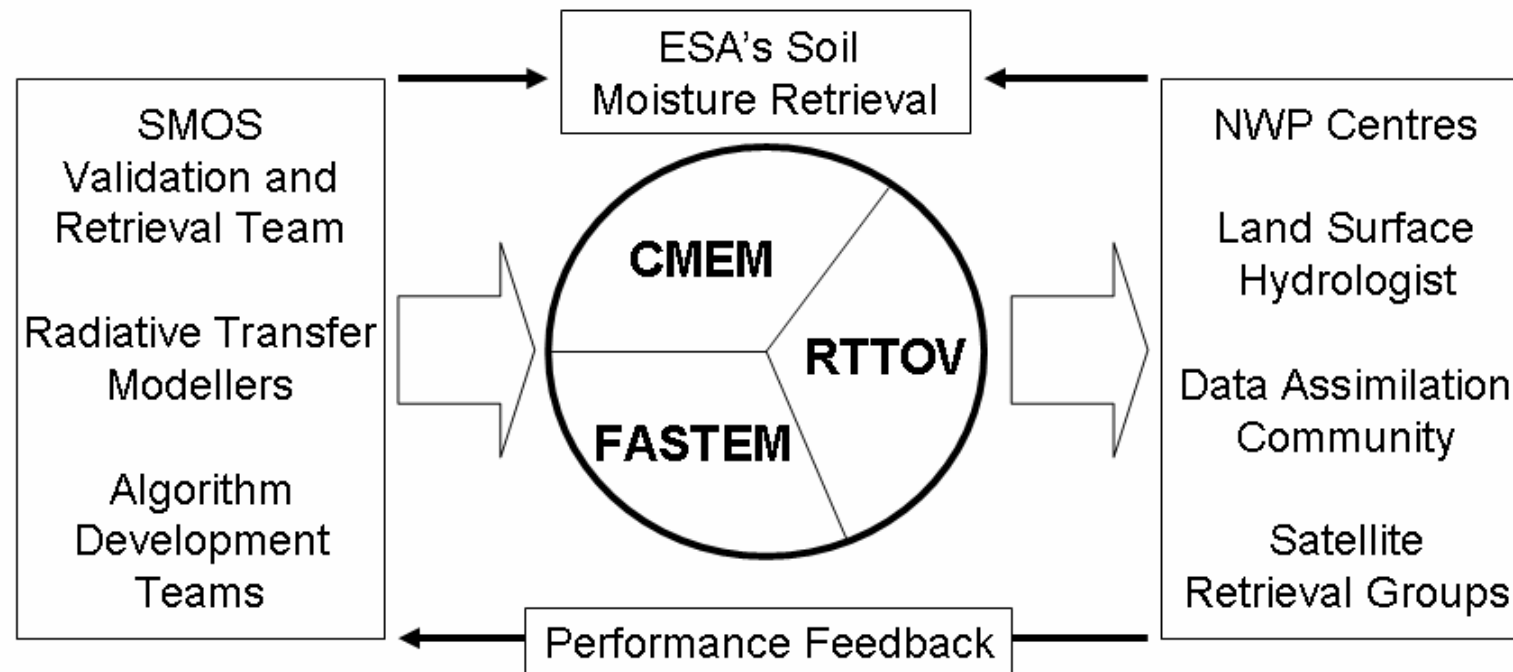 ESA's Soil
Moisture Retrieval
SMOS
Validation and
Retrieval Team
Radiative Transfer
Modellers
Algorithm
Development
Teams
CMEM
RTTOV
FASTEM
NWP Centres
Land Surface
Hydrologist
Data Assimilation
Community
Satellite
Retrieval Groups
Performance Feedback